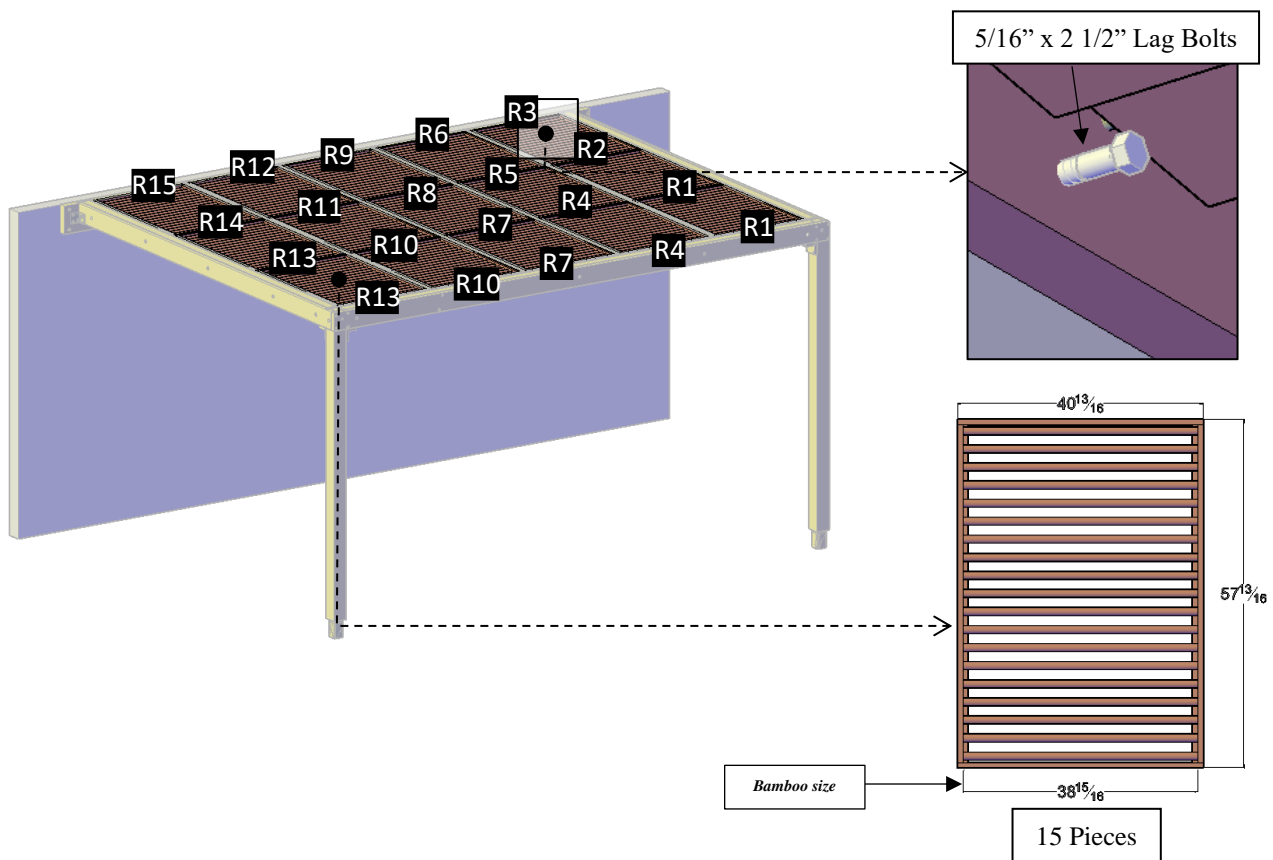 5/16” x 2 1/2” Lag Bolts
R3
R6
R2
R9
R12
R5
R1
R15
R8
R4
R11
R14
R7
R1
R10
R4
R13
R7
R10
R13
40 13/16
57 13/16
Bamboo size
38 15/16
15 Pieces